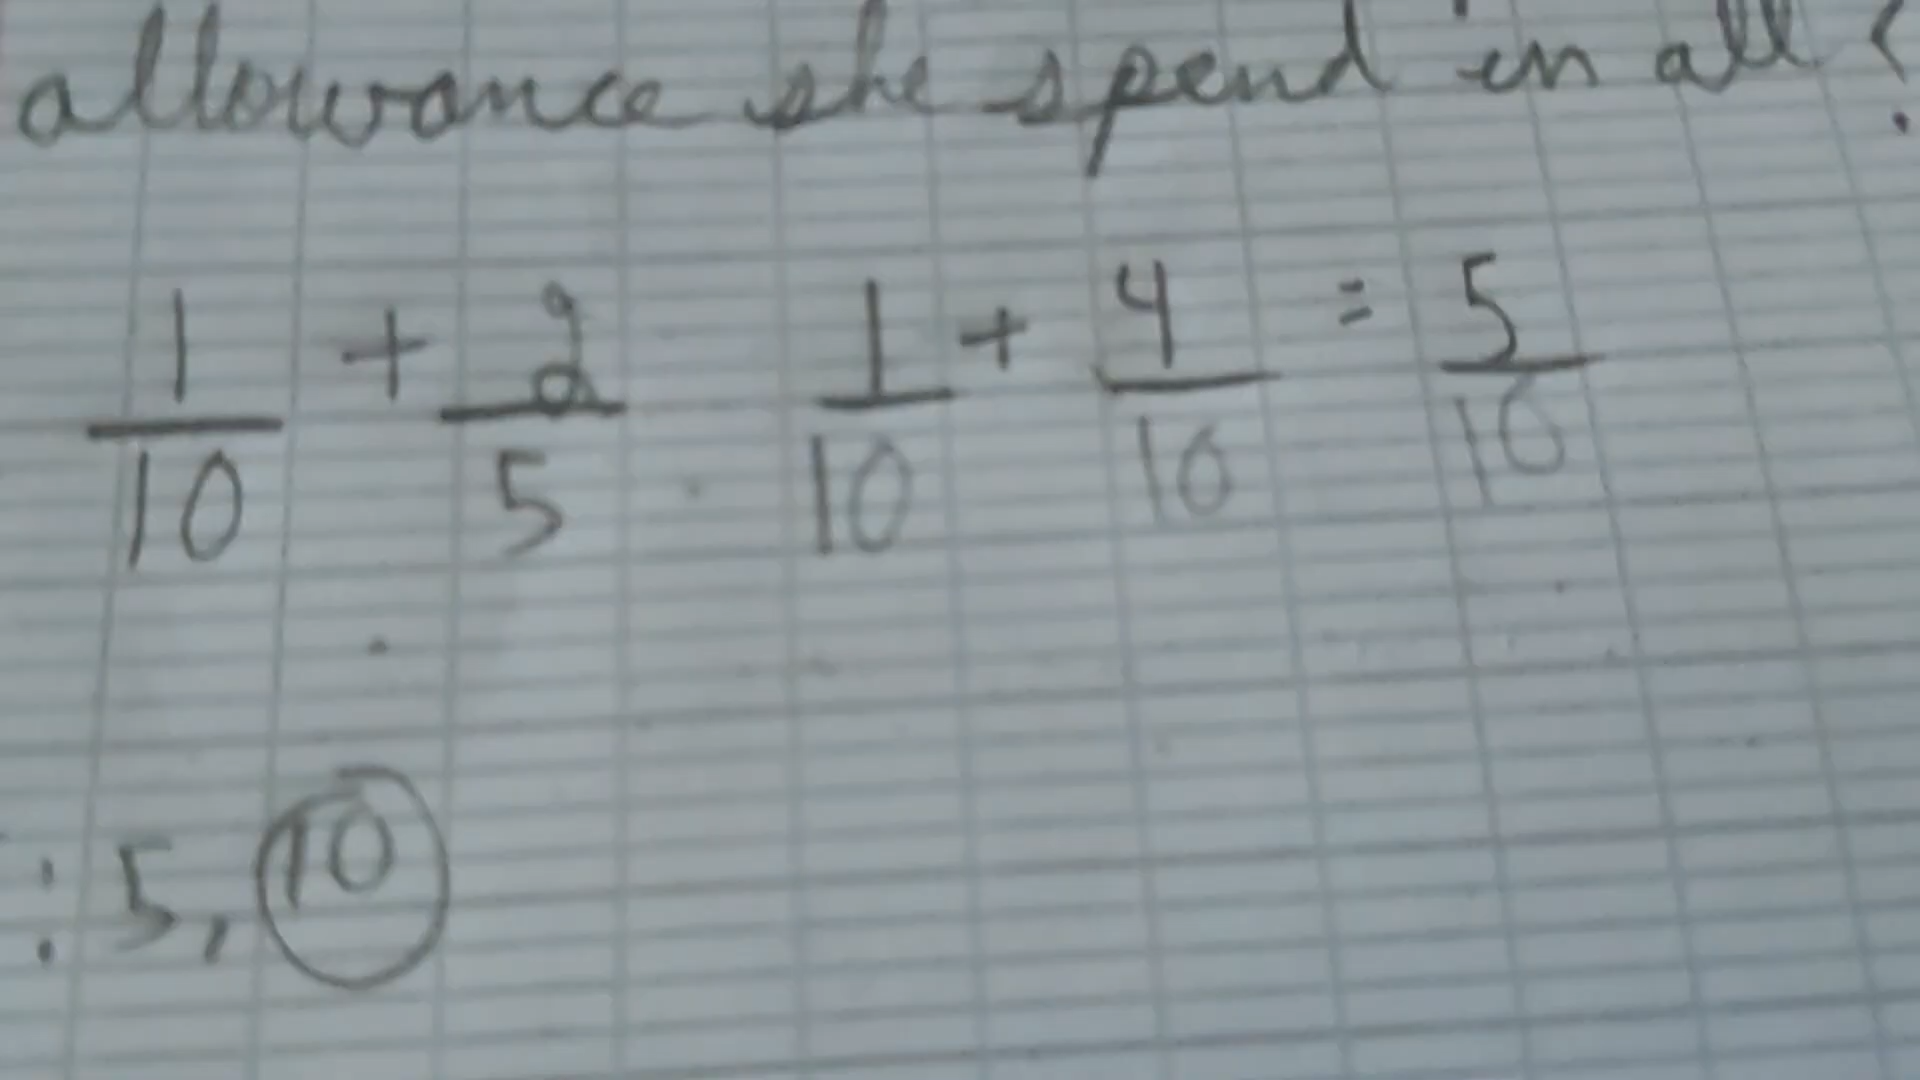 allowance she spend in all?
1/10 + 2/5 1/10 + 4/10 = 5/10
: 5, 10